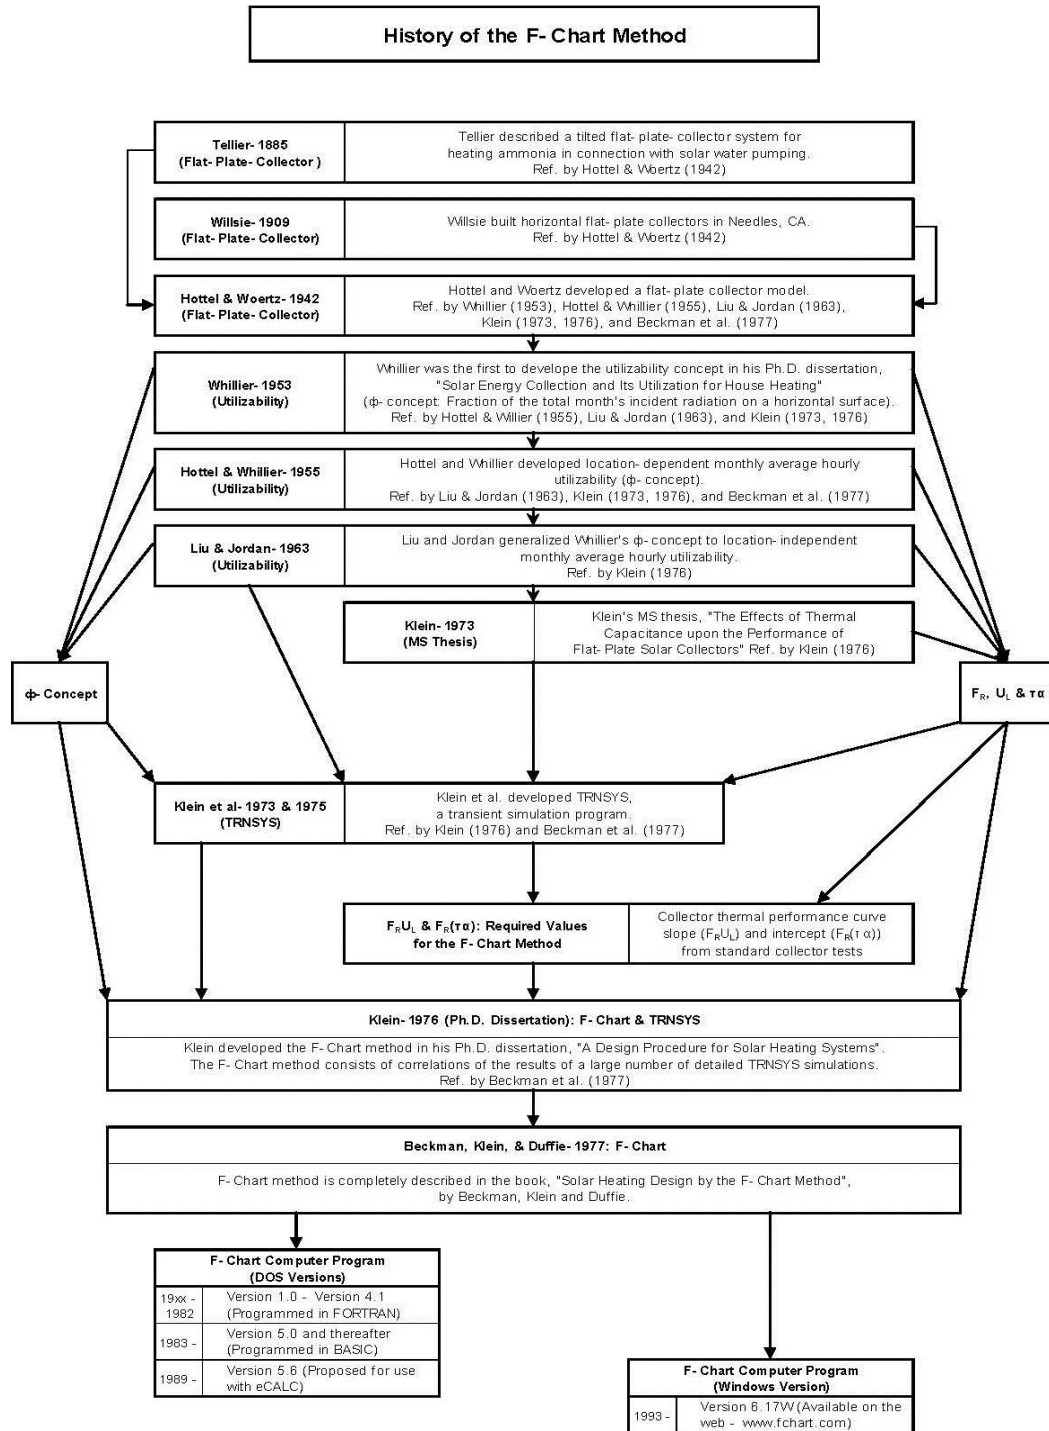 History of the F- Chart Method
Tellier- 1885
(Flat- Plate- Collector )
Tellier described a tilted flat- plate- collector system for
heating ammonia in connection with solar water pumping.
Ref. by Hottel & Woertz (1942)
Willsie- 1909
(Flat- Plate- Collector)
Willsie built horizontal flat- plate collectors in Needles, CA.
Ref. by Hottel & Woertz (1942)
Hottel & Woertz- 1942
(Flat- Plate- Collector)
Hottel and Woertz developed a flat- plate collector model.
Ref. by Whillier (1953), Hottel & Whillier (1955), Liu & Jordan (1963),
Klein (1973, 1976), and Beckman et al. (1977)
Whillier- 1953
(Utilizability)
Whillier was the first to develope the utilizability concept in his Ph.D. dissertation,
"Solar Energy Collection and Its Utilization for House Heating"
(ф- concept: Fraction of the total month's incident radiation on a horizontal surface).
Ref. by Hottel & Willier (1955), Liu & Jordan (1963), and Klein (1973, 1976)
Hottel & Whillier- 1955
(Utilizability)
Hottel and Whillier developed location- dependent monthly average hourly
utilizability (ф- concept).
Ref. by Liu & Jordan (1963), Klein (1973, 1976), and Beckman et al. (1977)
Liu & Jordan- 1963
(Utilizability)
Liu and Jordan generalized Whillier's ф- concept to location- independent
monthly average hourly utilizability.
Ref. by Klein (1976)
Klein- 1973
(MS Thesis)
Klein's MS thesis, "The Effects of Thermal
Capacitance upon the Performance of
Flat- Plate Solar Collectors" Ref. by Klein (1976)
ф- Concept
F_R, U_L & τα
Klein et al- 1973 & 1975
(TRNSYS)
Klein et al. developed TRNSYS,
a transient simulation program.
Ref. by Klein (1976) and Beckman et al. (1977)
F_RU_L & F_R(τα): Required Values
for the F- Chart Method
Collector thermal performance curve
slope (F_RU_L) and intercept (F_R(τα))
from standard collector tests
Klein- 1976 (Ph.D. Dissertation): F- Chart & TRNSYS
Klein developed the F- Chart method in his Ph.D. dissertation, "A Design Procedure for Solar Heating Systems".
The F- Chart method consists of correlations of the results of a large number of detailed TRNSYS simulations.
Ref. by Beckman et al. (1977)
Beckman, Klein, & Duffie- 1977: F- Chart
F- Chart method is completely described in the book, "Solar Heating Design by the F- Chart Method",
by Beckman, Klein and Duffie.
F- Chart Computer Program
(DOS Versions)
19xx -
1982
Version 1.0 - Version 4.1
(Programmed in FORTRAN)
1983 -
Version 5.0 and thereafter
(Programmed in BASIC)
1989 -
Version 5.6 (Proposed for use
with eCALC)
F- Chart Computer Program
(Windows Version)
1993 -
Version 6.17W (Available on the
web - www.fchart.com)